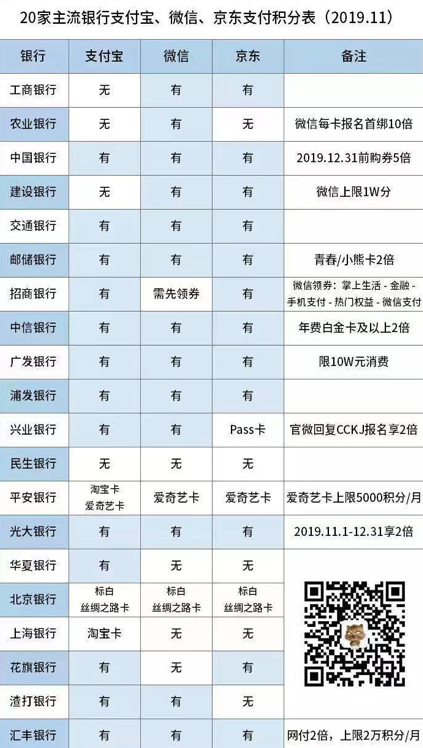 20家主流银行支付宝、微信、京东支付积分表（2019.11）
银行 支付宝 微信 京东 备注
工商银行 无 有 有
农业银行 无 有 无 微信每卡报名首绑10倍
中国银行 有 有 有 2019.12.31前购券5倍
建设银行 无 有 有 微信上限1W分
交通银行 有 有 有
邮储银行 有 有 有 青春/小熊卡2倍
招商银行 有 需先领券 有 微信领券：掌上生活 - 金融 -
手机支付 - 热门权益 - 微信支付
中信银行 有 有 有 年费白金卡及以上2倍
广发银行 有 有 有 限10W元消费
浦发银行 有 有 有
兴业银行 有 有 Pass卡 官微回复CCKJ报名享2倍
民生银行 无 无 无
平安银行 淘宝卡 爱奇艺卡 爱奇艺卡 爱奇艺卡上限5000积分/月
爱奇艺卡
光大银行 有 有 有 2019.11.1-12.31享2倍
华夏银行 有 无 无
北京银行 标白 标白 标白
丝绸之路卡 丝绸之路卡 丝绸之路卡
上海银行 淘宝卡 无 无
花旗银行 有 无 有
渣打银行 有 有 无
汇丰银行 有 有 有 网付2倍，上限2万积分/月